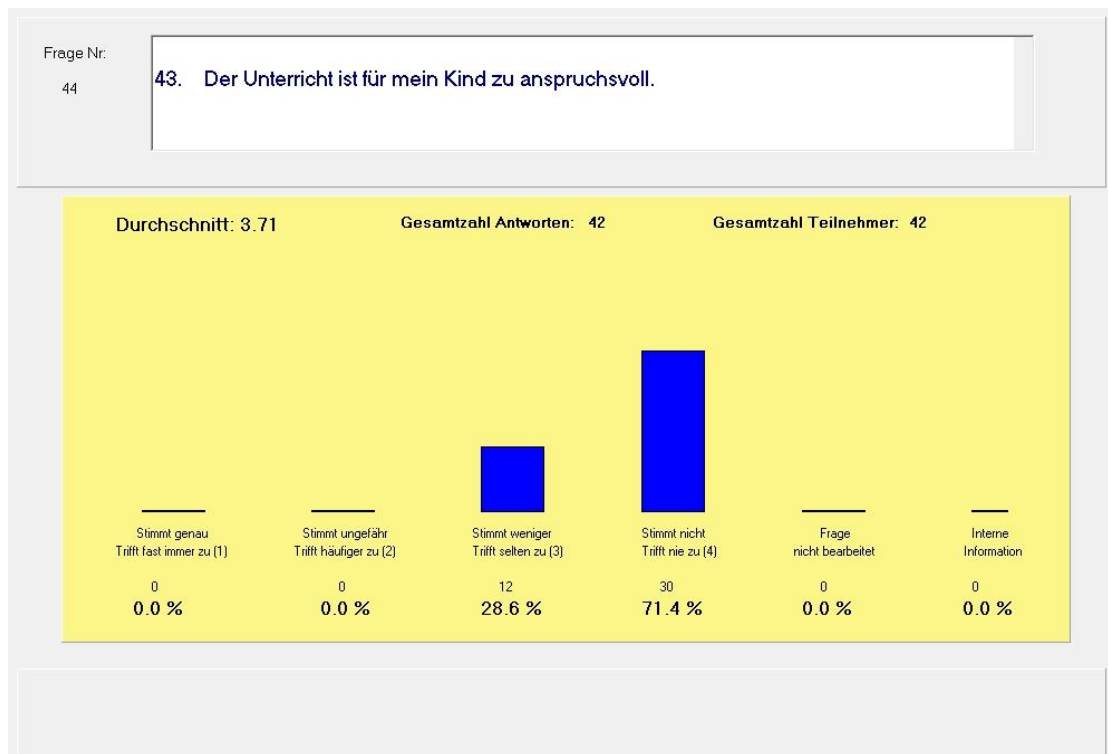 Frage Nr:
44
43. Der Unterricht ist für mein Kind zu anspruchsvoll.
Durchschnitt: 3.71 Gesamtzahl Antworten: 42 Gesamtzahl Teilnehmer: 42
Stimmt genau Stimmt ungefähr Stimmt weniger Stimmt nicht Frage Interne
Trifft fast immer zu (1) Trifft häufiger zu (2) Trifft selten zu (3) Trifft nie zu (4) nicht bearbeitet Information
0 0 12 30 0 0
0.0 % 0.0 % 28.6 % 71.4 % 0.0 % 0.0 %